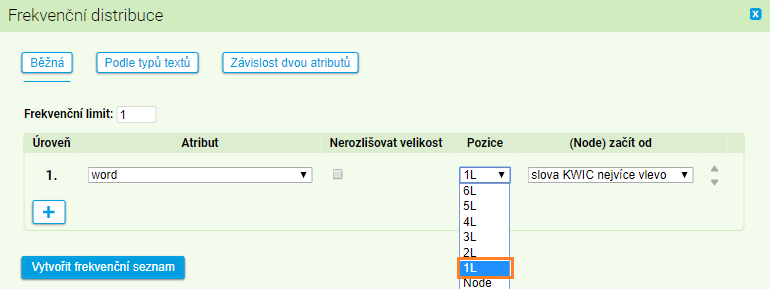 Frekvenční distribuce
Běžná Podle typů textů Závislost dvou atributů
Frekvenční limit: 1
Úroveň Atribut Nerozlišovat velikost Pozice (Node) začít od
1. word 1L slova KWIC nejvíce vlevo
6L
5L
4L
3L
2L
1L
Node
Vytvořit frekvenční seznam